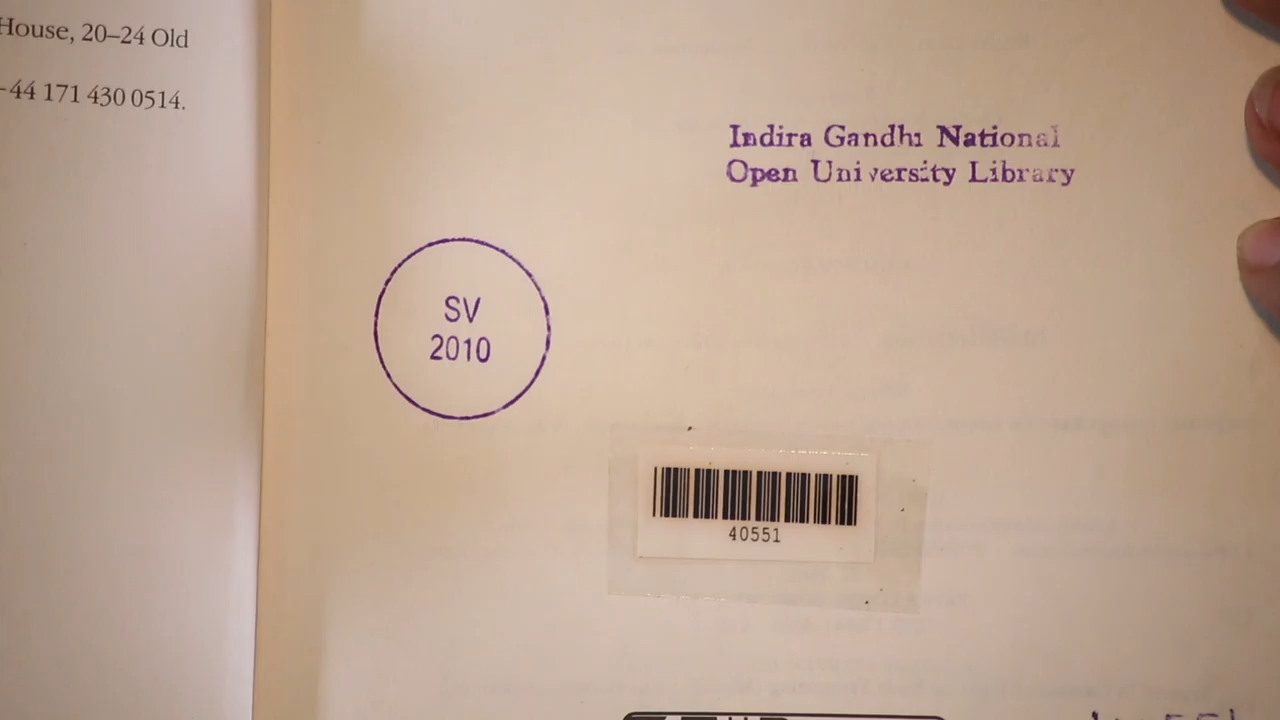 House, 20–24 Old
44 171 430 0514.
Indira Gandhi National
Open University Library
SV
2010
40551